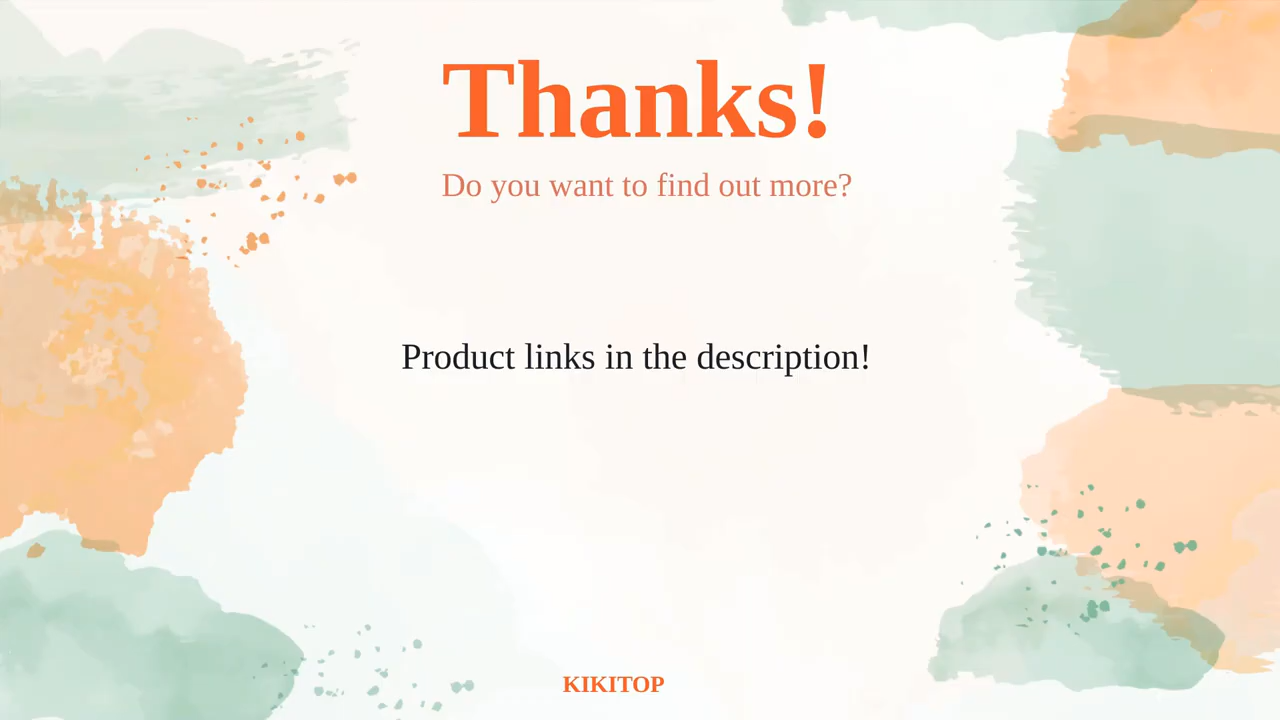 Thanks!
Do you want to find out more?
Product links in the description!
KIKITOP